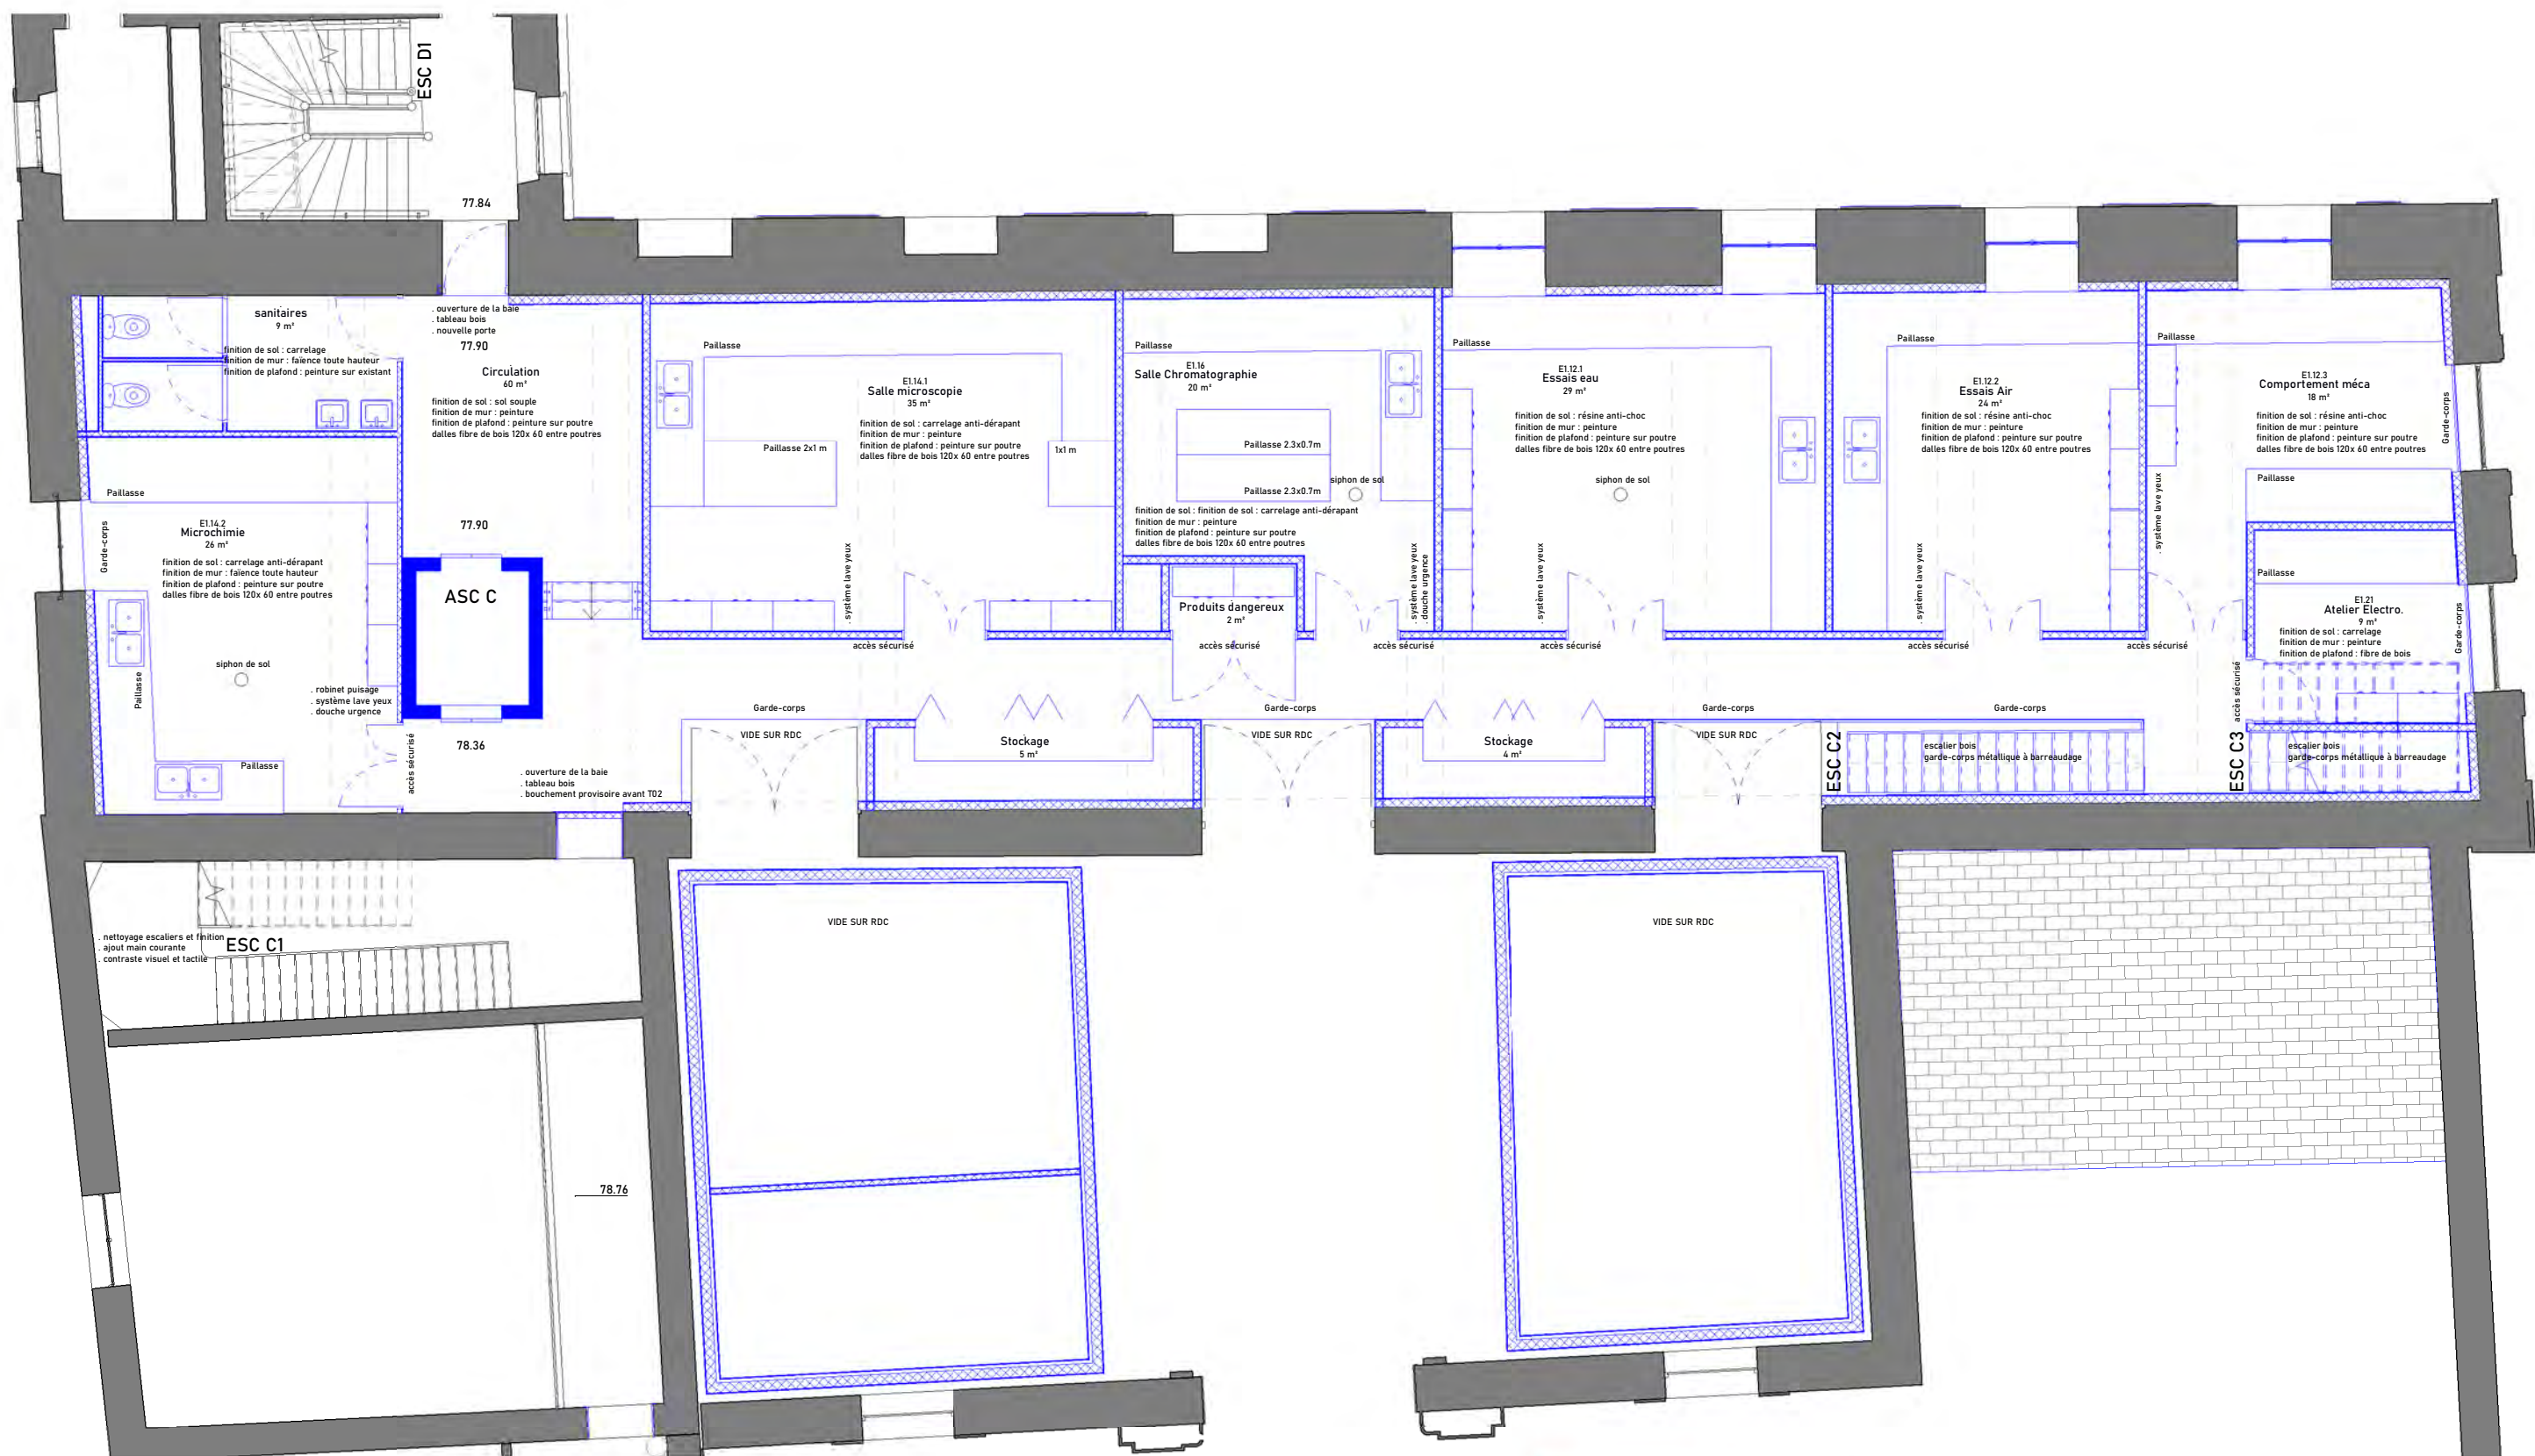 ESC D1
77.84
sanitaires
9 m²
finition de sol : carrelage
finition de mur : faïence toute hauteur
finition de plafond : peinture sur existant
. ouverture de la baie
. tableau bois
. nouvelle porte
77.90
Circulation
60 m²
finition de sol : sol souple
finition de mur : peinture
finition de plafond : peinture sur poutre
dalles fibre de bois 120x 60 entre poutres
77.90
Paillasse
E1.14.1
Salle microscopie
35 m²
finition de sol : carrelage anti-dérapant
finition de mur : peinture
finition de plafond : peinture sur poutre
dalles fibre de bois 120x 60 entre poutres
Paillasse 2x1 m
1x1 m
. système lave yeux
accès sécurisé
Paillasse
E1.16
Salle Chromatographie
20 m²
Paillasse 2.3x0.7m
Paillasse 2.3x0.7m
siphon de sol
finition de sol : finition de sol : carrelage anti-dérapant
finition de mur : peinture
finition de plafond : peinture sur poutre
dalles fibre de bois 120x 60 entre poutres
. système lave yeux
. douche urgence
Produits dangereux
2 m²
accès sécurisé
accès sécurisé
Paillasse
E1.12.1
Essais eau
29 m²
finition de sol : résine anti-choc
finition de mur : peinture
finition de plafond : peinture sur poutre
dalles fibre de bois 120x 60 entre poutres
siphon de sol
. système lave yeux
accès sécurisé
Paillasse
E1.12.2
Essais Air
24 m²
finition de sol : résine anti-choc
finition de mur : peinture
finition de plafond : peinture sur poutre
dalles fibre de bois 120x 60 entre poutres
. système lave yeux
accès sécurisé
Paillasse
E1.12.3
Comportement méca
18 m²
finition de sol : résine anti-choc
finition de mur : peinture
finition de plafond : peinture sur poutre
dalles fibre de bois 120x 60 entre poutres
Garde-corps
. système lave yeux
Paillasse
accès sécurisé
Paillasse
E1.21
Atelier Electro.
9 m²
finition de sol : carrelage
finition de mur : peinture
finition de plafond : fibre de bois
Garde-corps
accès sécurisé
Paillasse
E1.14.2
Microchimie
26 m²
finition de sol : carrelage anti-dérapant
finition de mur : faïence toute hauteur
finition de plafond : peinture sur poutre
dalles fibre de bois 120x 60 entre poutres
Garde-corps
siphon de sol
Paillasse
. robinet puisage
. système lave yeux
. douche urgence
Paillasse
accès sécurisé
ASC C
78.36
. ouverture de la baie
. tableau bois
. bouchement provisoire avant T02
Garde-corps
VIDE SUR RDC
Stockage
5 m²
Garde-corps
VIDE SUR RDC
Stockage
4 m²
Garde-corps
VIDE SUR RDC
ESC C2
Garde-corps
escalier bois
garde-corps métallique à barreaudage
ESC C3
escalier bois
garde-corps métallique à barreaudage
. nettoyage escaliers et finition
. ajout main courante
. contraste visuel et tactile
ESC C1
VIDE SUR RDC
VIDE SUR RDC
78.76